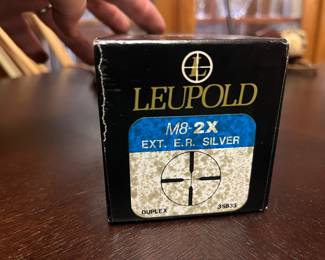 LEUPOLD
M8-2X
EXT. E.R. SILVER
DUPLEX 35833